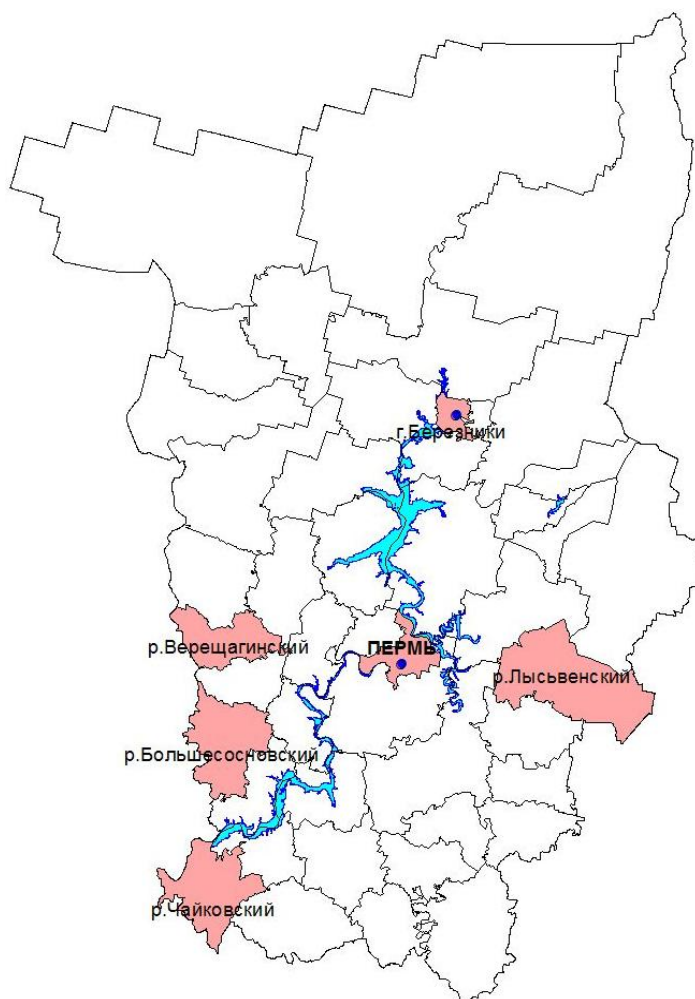 г.Березники
р.Верещагинский
ПЕРМЬ
р.Лысьвенский
р.Большесосновский
р.Чайковский